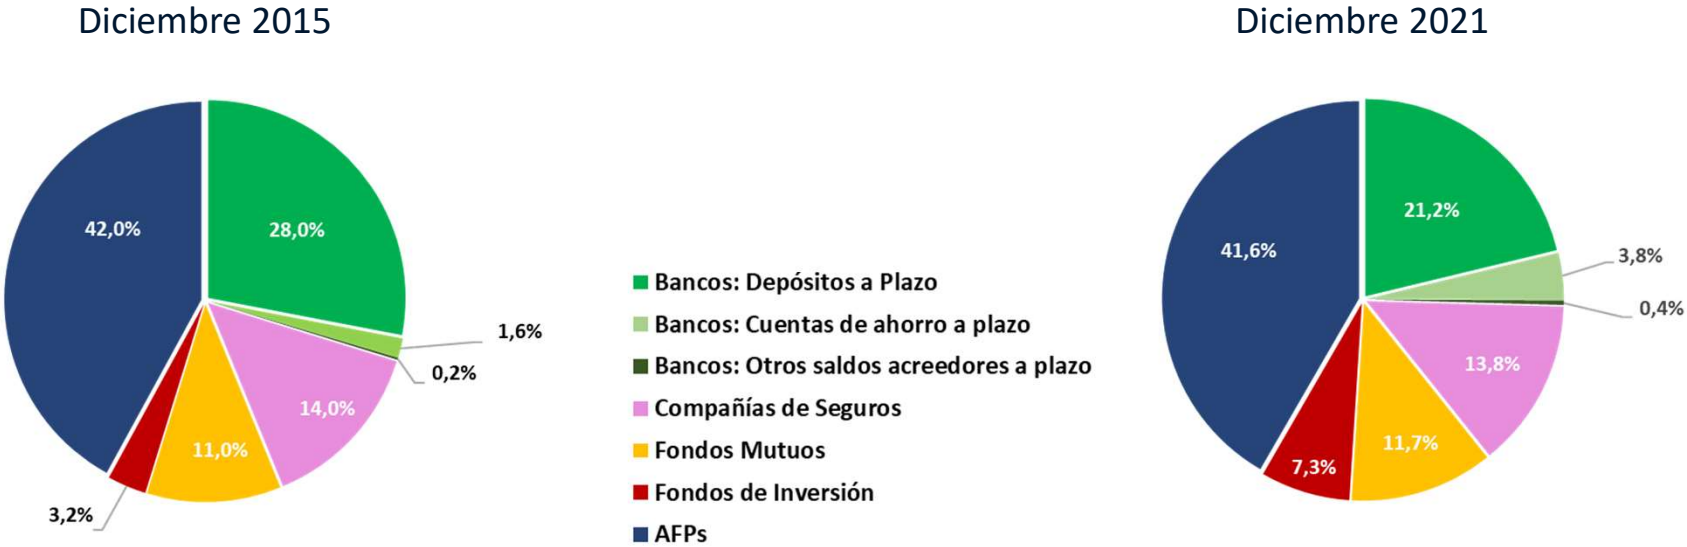 Diciembre 2015
Diciembre 2021
42,0%
28,0%
1,6%
0,2%
14,0%
11,0%
3,2%
Bancos: Depósitos a Plazo
Bancos: Cuentas de ahorro a plazo
Bancos: Otros saldos acreedores a plazo
Compañías de Seguros
Fondos Mutuos
Fondos de Inversión
AFPs
41,6%
21,2%
3,8%
0,4%
13,8%
11,7%
7,3%